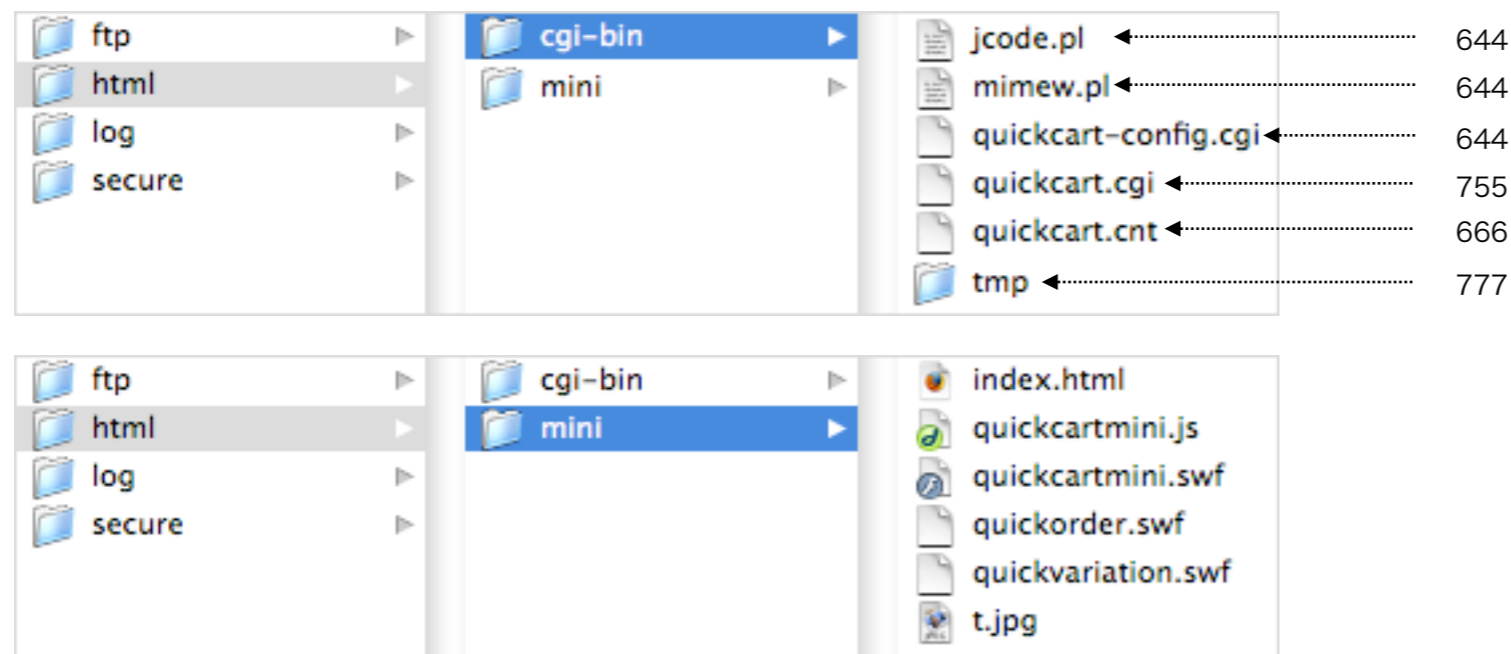 ftp cgi-bin jcode.pl 644
html mini mimew.pl 644
log quickcart-config.cgi 644
secure quickcart.cgi 755
quickcart.cnt 666
tmp 777
ftp cgi-bin index.html
html mini quickcartmini.js
log quickcartmini.swf
secure quickorder.swf
quickvariation.swf
t.jpg